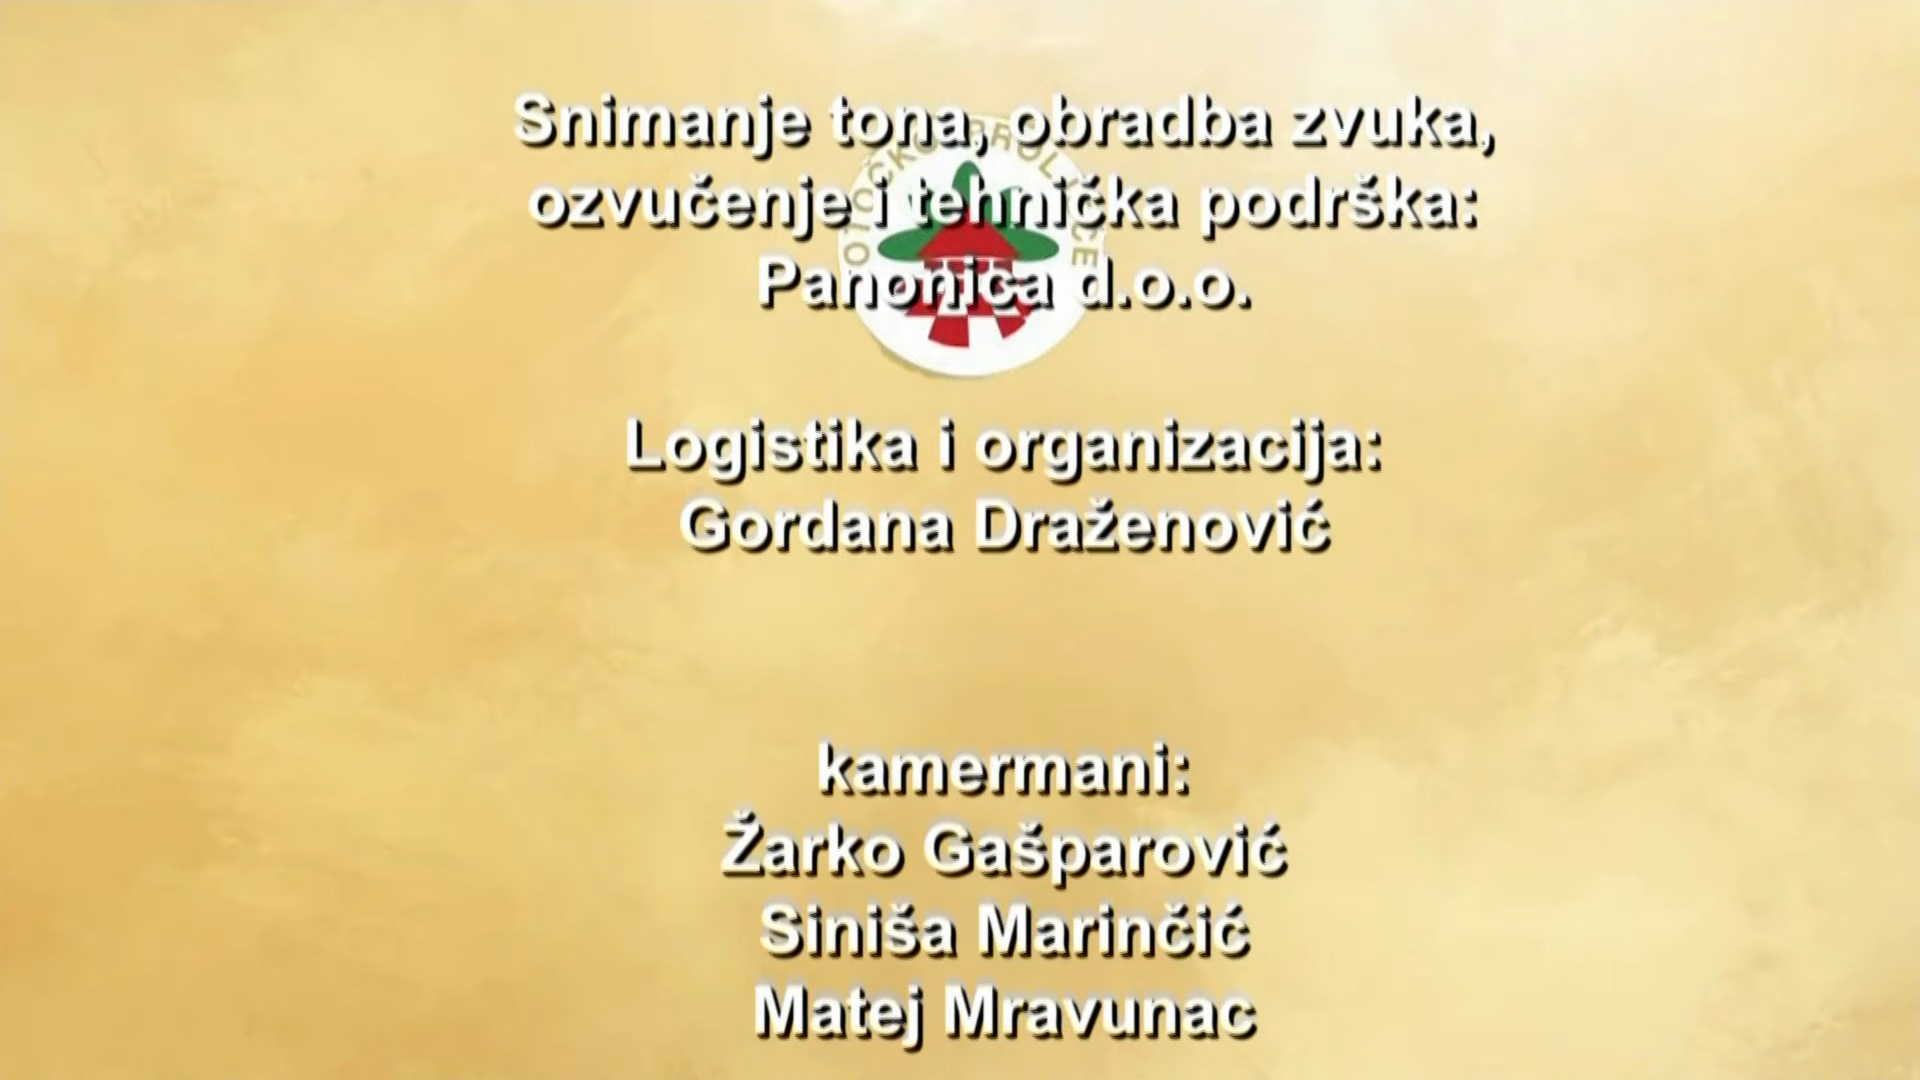 Snimanje tona, obradba zvuka,
ozvučenje i tehnička podrška:
Panonica d.o.o.
Logistika i organizacija:
Gordana Draženović
kamermani:
Žarko Gašparović
Siniša Marinčić
Matej Mravunac